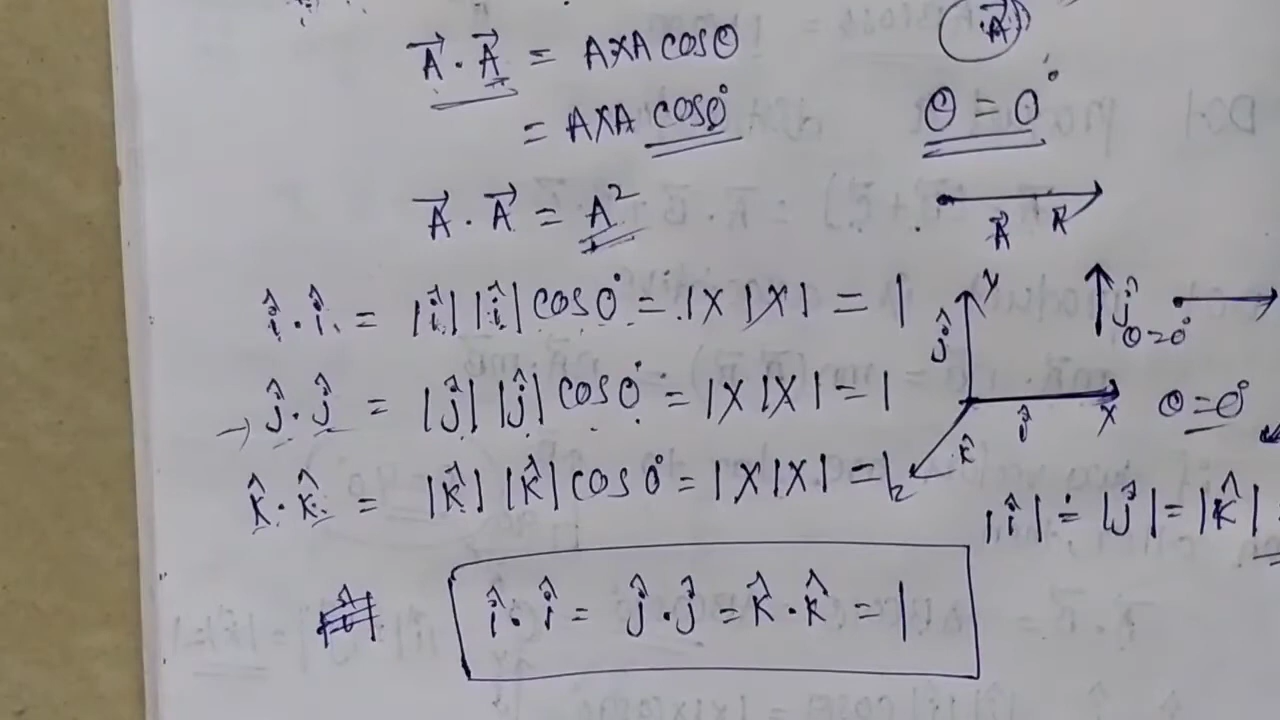 A⃗ · A⃗ = A×A cosθ
= A×A cos0°
A⃗ · A⃗ = A²
A⃗
θ = 0°
A⃗ A⃗
î · î = |î| |î| cos0° = 1×1×1 = 1
ĵ · ĵ = |ĵ| |ĵ| cos0° = 1×1×1 = 1
k̂ · k̂ = |k̂| |k̂| cos0° = 1×1×1 = 1
y
ĵ
î
x
k̂
z
ĵ
θ=0°
θ=0°
|î| = |ĵ| = |k̂|
î · î = ĵ · ĵ = k̂ · k̂ = 1